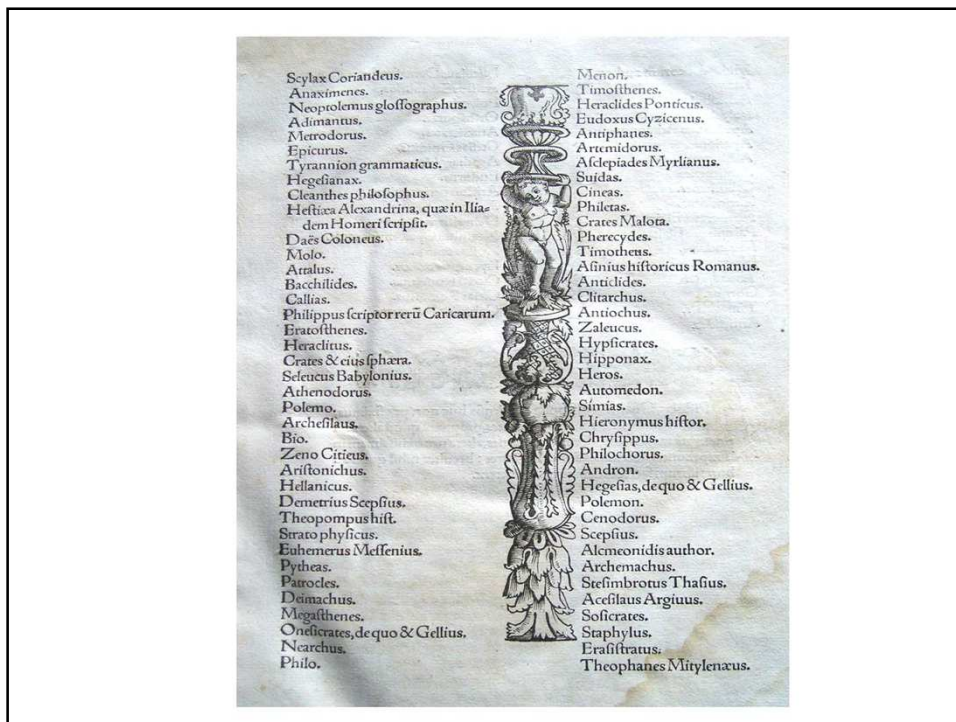 Scylax Coriandeus.
Anaximenes.
Neoptolemus gloſſographus.
Adimantus.
Metrodorus.
Epicurus.
Tyrannion grammaticus.
Hegeſianax.
Cleanthes philoſophus.
Heſtiæa Alexandrina, quæ in Ilia=
dem Homeri ſcripſit.
Daës Coloneus.
Molo.
Attalus.
Bacchilides.
Callias.
Philippus ſcriptor rerũ Caricarum.
Eratoſthenes.
Heraclitus.
Crates & eius ſphæra.
Seleucus Babylonius.
Athenodorus.
Polemo.
Archeſilaus.
Bio.
Zeno Citieus.
Ariſtonichus.
Hellanicus.
Demetrius Scepſius.
Theopompus hiſt.
Strato phyſicus.
Euhemerus Meſſenius.
Pytheas.
Patrocles.
Deimachus.
Megaſthenes.
Oneſicrates, de quo & Gellius.
Nearchus.
Philo.
Menon.
Timoſthenes.
Heraclides Ponticus.
Eudoxus Cyzicenus.
Antiphanes.
Artemidorus.
Aſclepiades Myrlianus.
Suidas.
Cineas.
Philetas.
Crates Malota.
Pherecydes.
Timotheus.
Aſinius hiſtoricus Romanus.
Anticlides.
Clitarchus.
Antiochus.
Zaleucus.
Hypſicrates.
Hipponax.
Heros.
Automedon.
Simias.
Hieronymus hiſtor.
Chryſippus.
Philochorus.
Andron.
Hegeſias, de quo & Gellius.
Polemon.
Cenodorus.
Scepſius.
Alcmeonidis author.
Archemachus.
Steſimbrotus Thaſius.
Aceſilaus Argiuus.
Soſicrates.
Staphylus.
Eraſiſtratus.
Theophanes Mitylenæus.